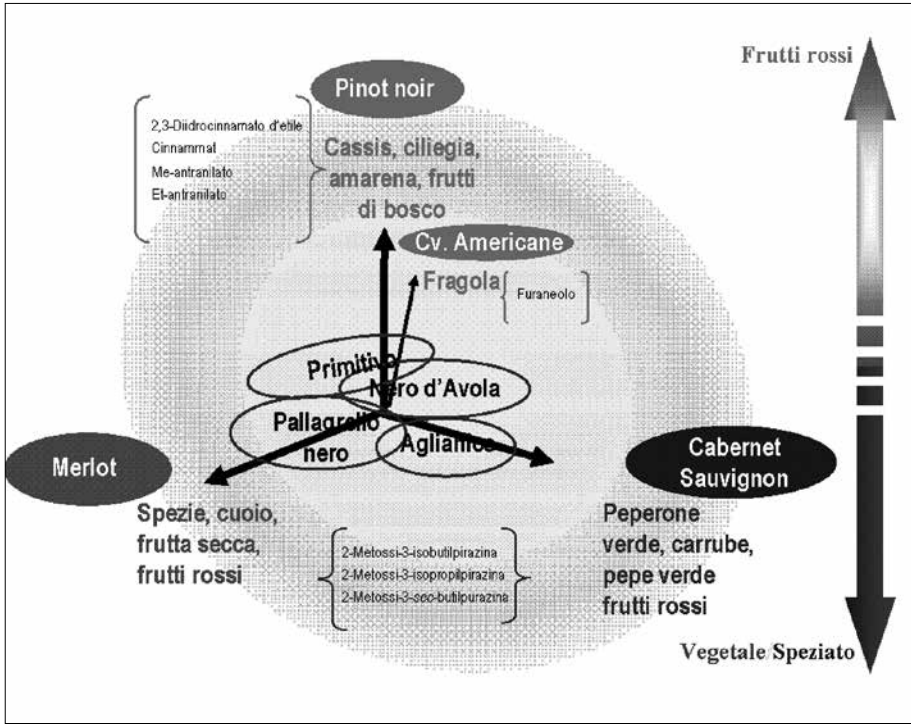 Frutti rossi
Pinot noir
2,3-Diidrocinnamato d'etile
Cinnammat
Me-antranilato
Et-antranilato
Cassis, ciliegia,
amarena, frutti
di bosco
Cv. Americane
Fragola
Furaneolo
Primitivo
Nero d'Avola
Pallagrello
nero
Aglianico
Merlot
Cabernet
Sauvignon
Spezie, cuoio,
frutta secca,
frutti rossi
2-Metossi-3-isobutilpirazina
2-Metossi-3-isopropilpirazina
2-Metossi-3-sec-butilpurazina
Peperone
verde, carrube,
pepe verde
frutti rossi
Vegetale/Speziato